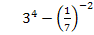 3⁴ − (1/7)⁻²